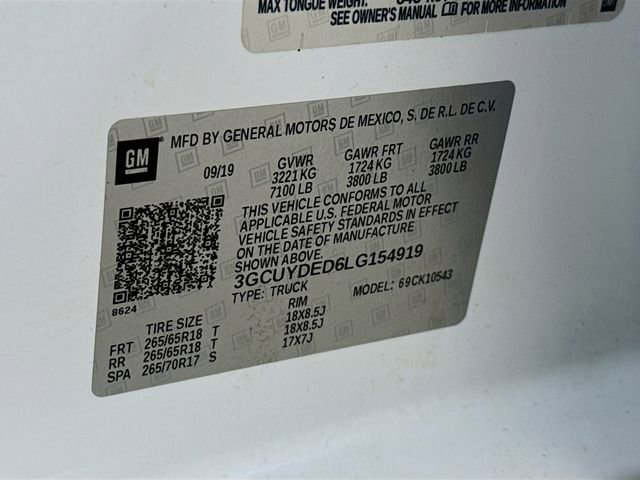 MAX TONGUE WEIGHT:
SEE OWNER'S MANUAL FOR MORE INFORMATION
GM
GM
MFD BY GENERAL MOTORS DE MEXICO, S. DE R.L. DE C.V.
09/19 GVWR GAWR FRT GAWR RR
3221 KG 1724 KG 1724 KG
7100 LB 3800 LB 3800 LB
THIS VEHICLE CONFORMS TO ALL
APPLICABLE U.S. FEDERAL MOTOR
VEHICLE SAFETY STANDARDS IN EFFECT
ON THE DATE OF MANUFACTURE
SHOWN ABOVE.
3GCUYDED6LG154919
TYPE: TRUCK MODEL: 69CK10543
8624
TIRE SIZE RIM
FRT 265/65R18 T 18X8.5J
RR 265/65R18 T 18X8.5J
SPA 265/70R17 S 17X7J